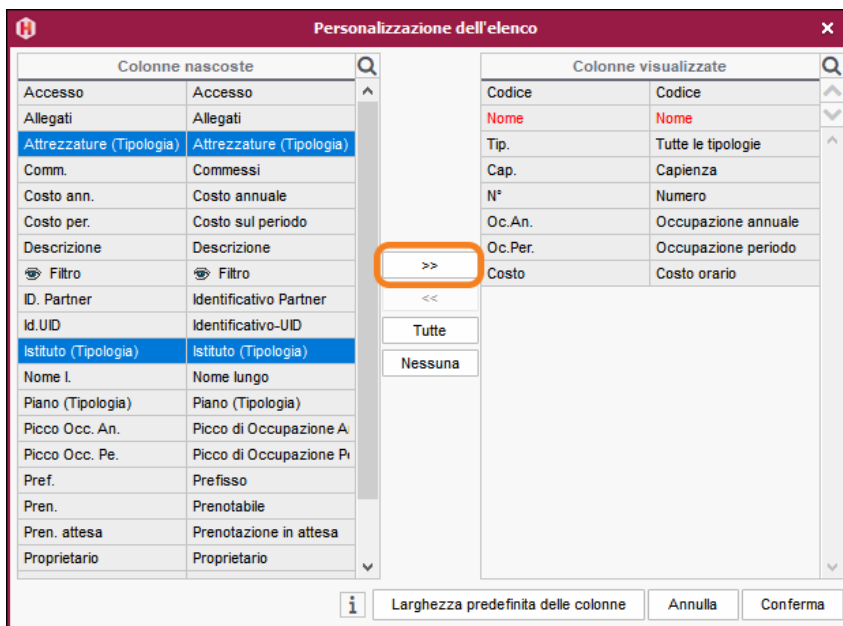 Personalizzazione dell'elenco
Colonne nascoste
Accesso Accesso
Allegati Allegati
Attrezzature (Tipologia) Attrezzature (Tipologia)
Comm. Commessi
Costo ann. Costo annuale
Costo per. Costo sul periodo
Descrizione Descrizione
Filtro Filtro
ID. Partner Identificativo Partner
Id.UID Identificativo-UID
Istituto (Tipologia) Istituto (Tipologia)
Nome l. Nome lungo
Piano (Tipologia) Piano (Tipologia)
Picco Occ. An. Picco di Occupazione A
Picco Occ. Pe. Picco di Occupazione P
Pref. Prefisso
Pren. Prenotabile
Pren. attesa Prenotazione in attesa
Proprietario Proprietario
>>
<<
Tutte
Nessuna
Colonne visualizzate
Codice Codice
Nome Nome
Tip. Tutte le tipologie
Cap. Capienza
N° Numero
Oc.An. Occupazione annuale
Oc.Per. Occupazione periodo
Costo Costo orario
Larghezza predefinita delle colonne Annulla Conferma